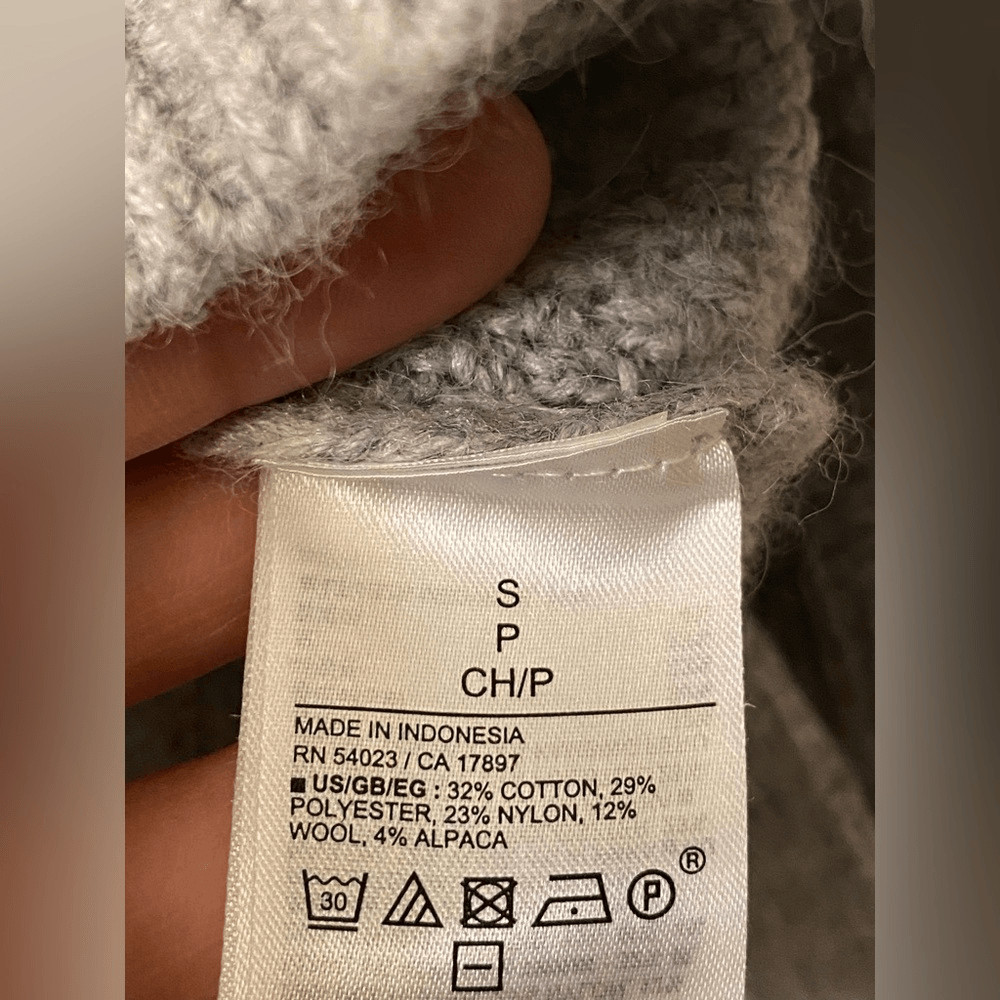 S
P
CH/P
MADE IN INDONESIA
RN 54023 / CA 17897
■ US/GB/EG : 32% COTTON, 29%
POLYESTER, 23% NYLON, 12%
WOOL, 4% ALPACA
30 P ®